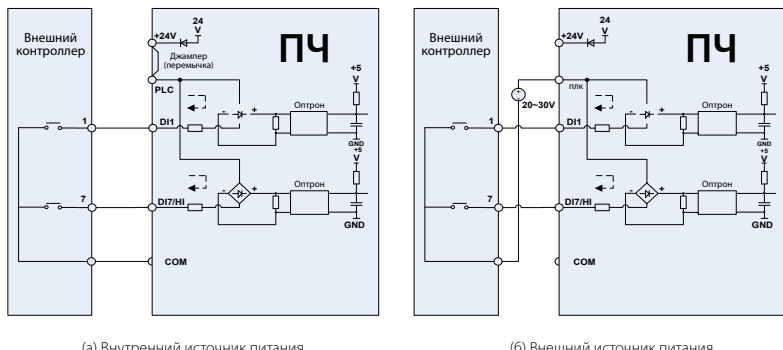 Внешний
контроллер
1
7
+24V
24
V
Джампер
(перемычка)
PLC
ПЧ
DI1
-
+
Оптрон
+5
V
GND
+5
V
DI7/HI
-
+
Оптрон
GND
COM
(а) Внутренний источник питания
Внешний
контроллер
1
7
20~30V
+24V
24
V
ПЛК
ПЧ
DI1
-
+
Оптрон
+5
V
GND
+5
V
DI7/HI
-
+
Оптрон
GND
COM
(б) Внешний источник питания